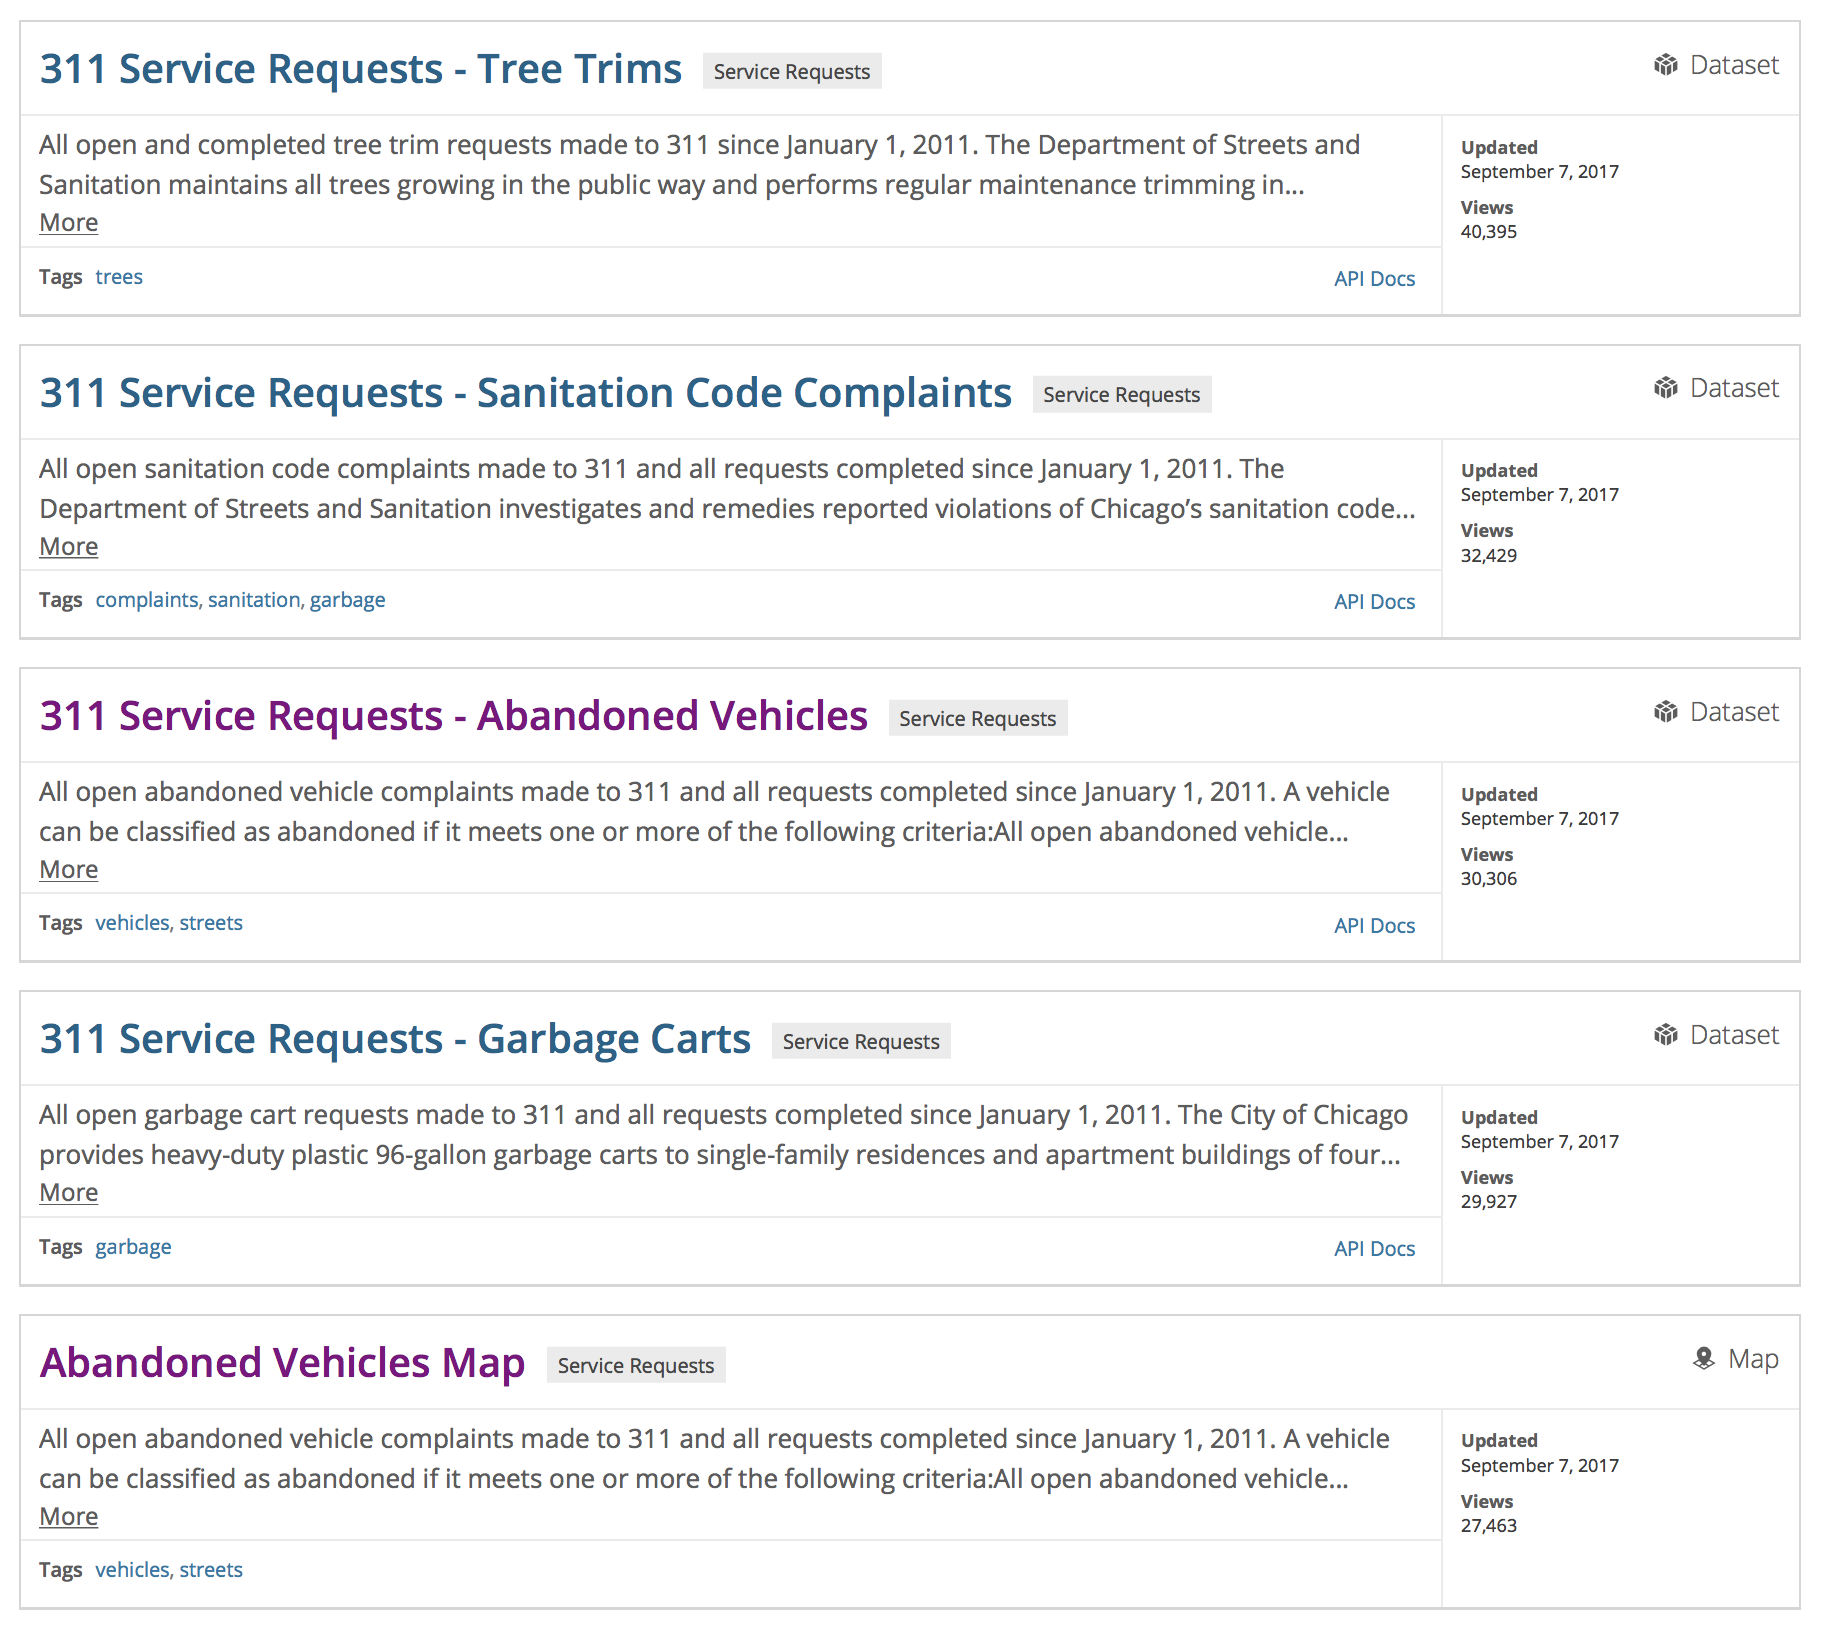 311 Service Requests - Tree Trims Service Requests Dataset
All open and completed tree trim requests made to 311 since January 1, 2011. The Department of Streets and
Sanitation maintains all trees growing in the public way and performs regular maintenance trimming in...
More
Tags trees API Docs
Updated
September 7, 2017
Views
40,395
311 Service Requests - Sanitation Code Complaints Service Requests Dataset
All open sanitation code complaints made to 311 and all requests completed since January 1, 2011. The
Department of Streets and Sanitation investigates and remedies reported violations of Chicago’s sanitation code...
More
Tags complaints, sanitation, garbage API Docs
Updated
September 7, 2017
Views
32,429
311 Service Requests - Abandoned Vehicles Service Requests Dataset
All open abandoned vehicle complaints made to 311 and all requests completed since January 1, 2011. A vehicle
can be classified as abandoned if it meets one or more of the following criteria:All open abandoned vehicle...
More
Tags vehicles, streets API Docs
Updated
September 7, 2017
Views
30,306
311 Service Requests - Garbage Carts Service Requests Dataset
All open garbage cart requests made to 311 and all requests completed since January 1, 2011. The City of Chicago
provides heavy-duty plastic 96-gallon garbage carts to single-family residences and apartment buildings of four...
More
Tags garbage API Docs
Updated
September 7, 2017
Views
29,927
Abandoned Vehicles Map Service Requests Map
All open abandoned vehicle complaints made to 311 and all requests completed since January 1, 2011. A vehicle
can be classified as abandoned if it meets one or more of the following criteria:All open abandoned vehicle...
More
Tags vehicles, streets
Updated
September 7, 2017
Views
27,463